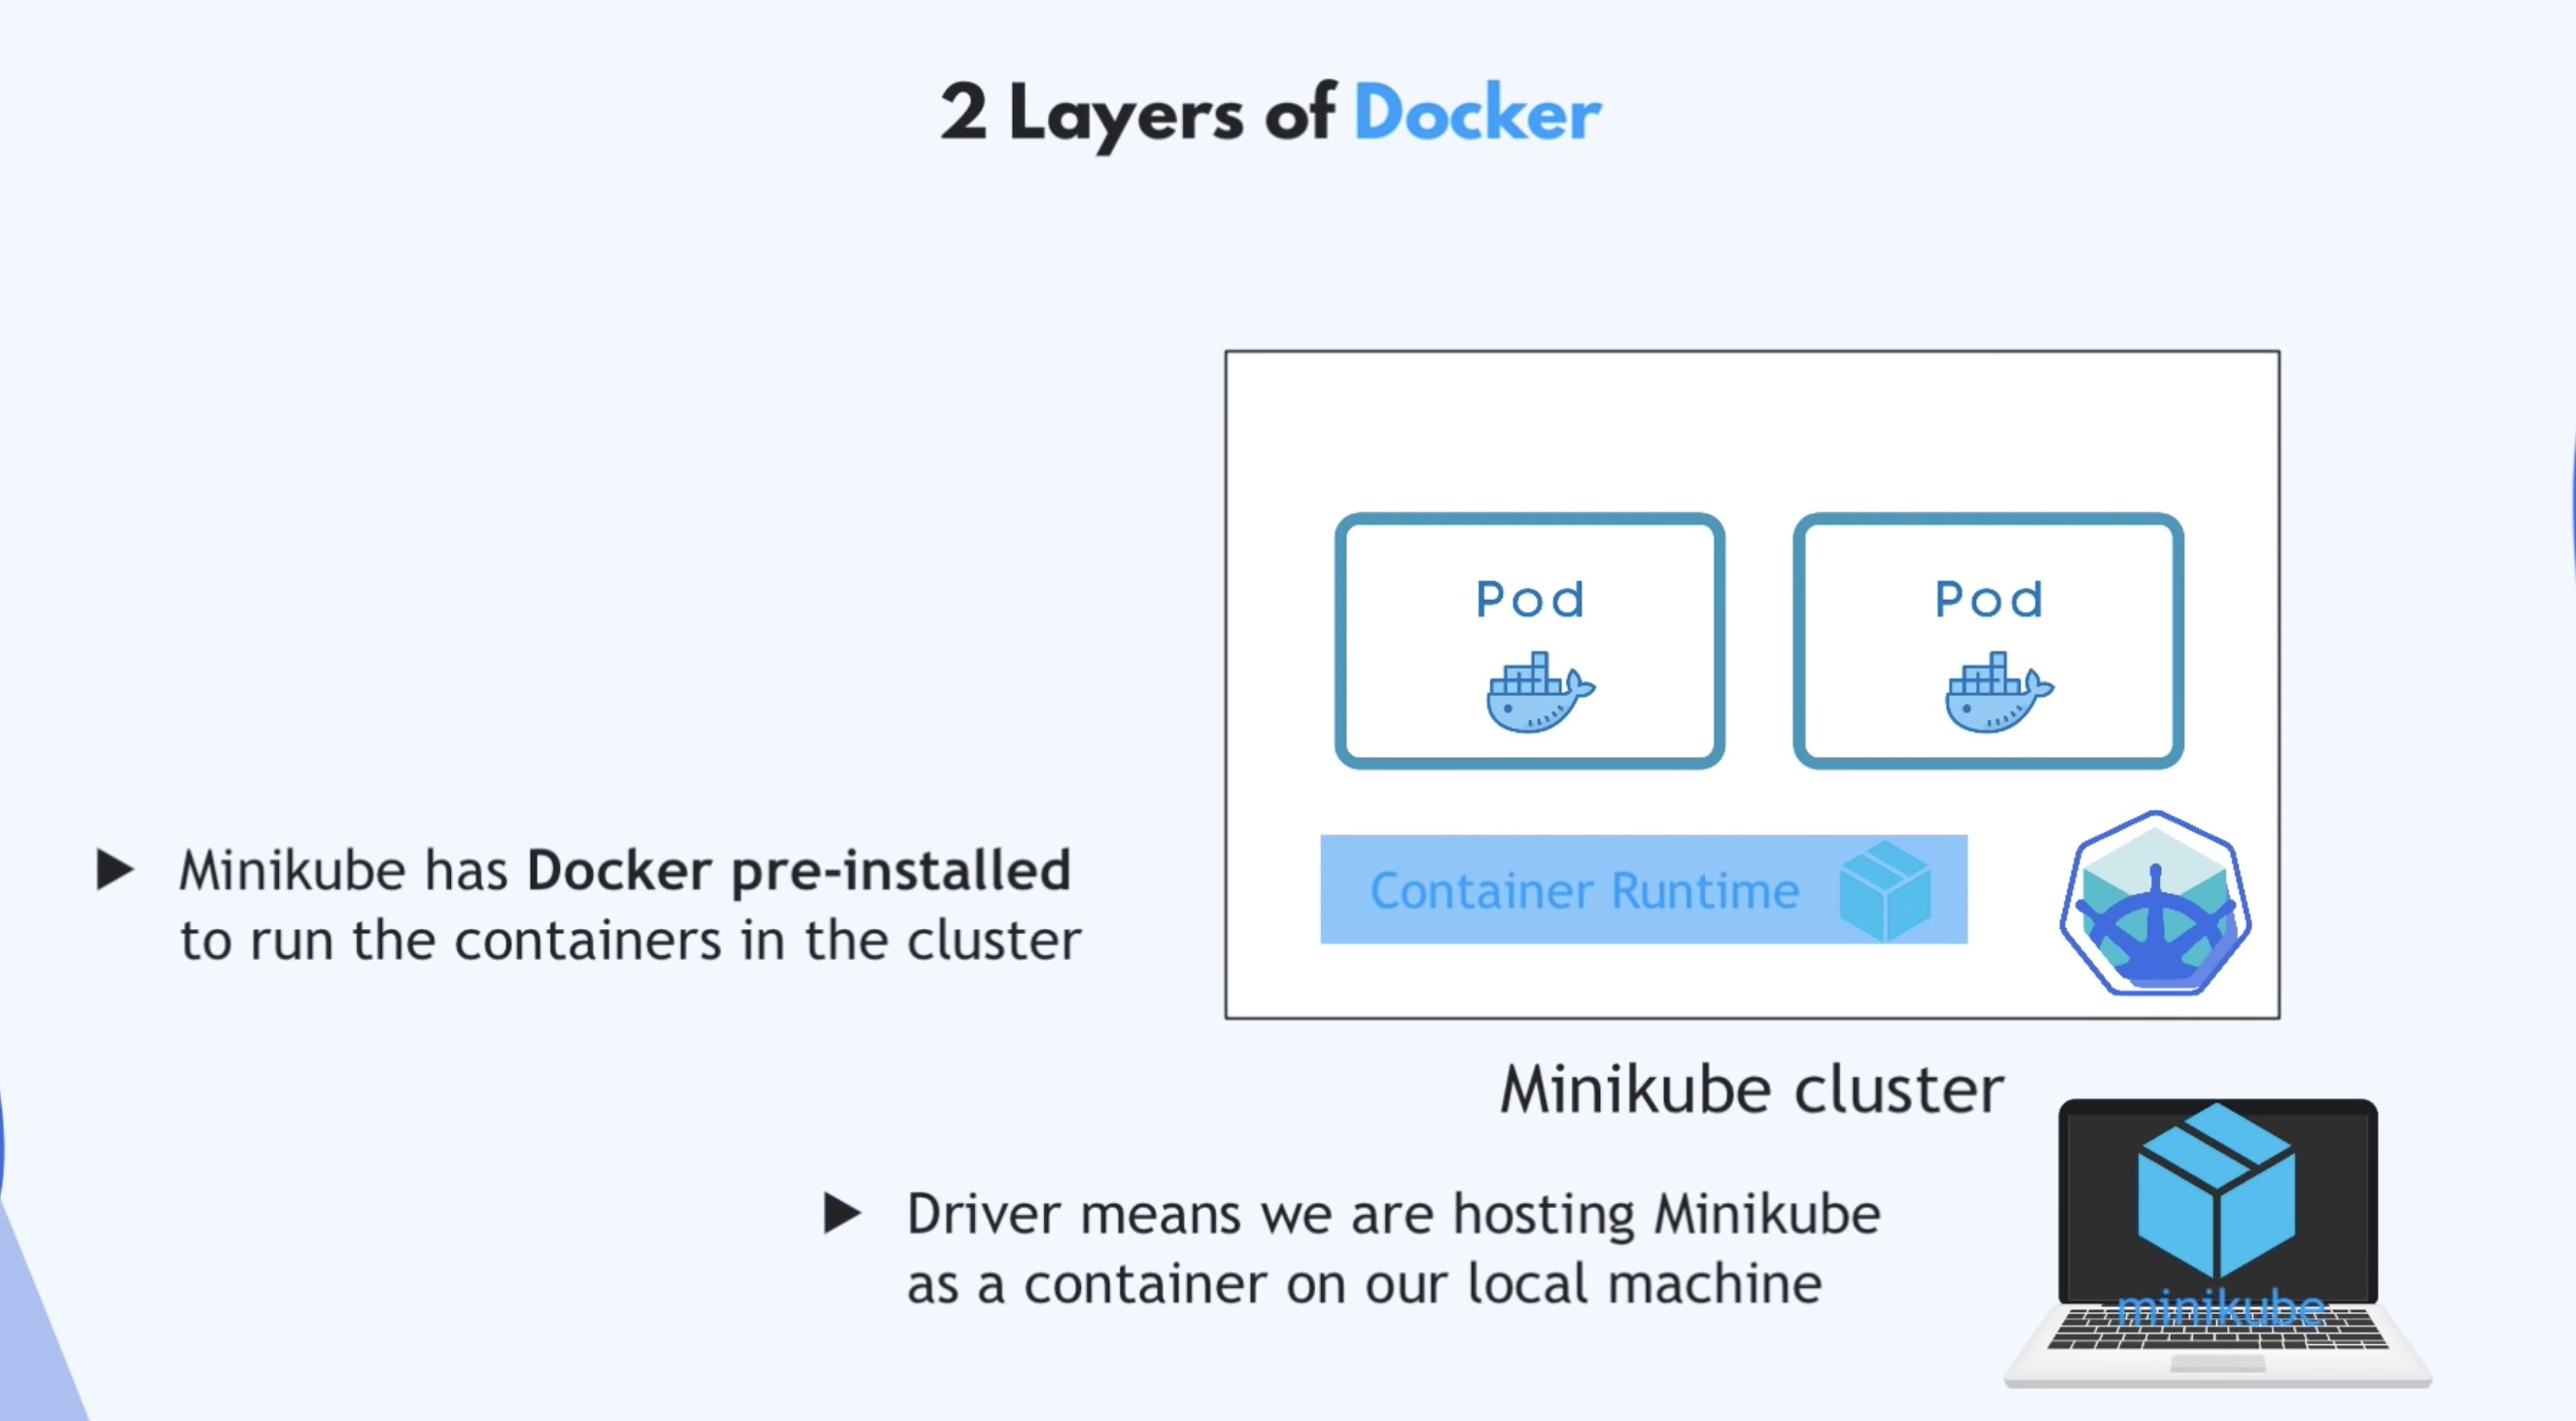 2 Layers of Docker
Pod
Pod
Minikube has Docker pre-installed
to run the containers in the cluster
Container Runtime
Minikube cluster
Driver means we are hosting Minikube
as a container on our local machine
minikube